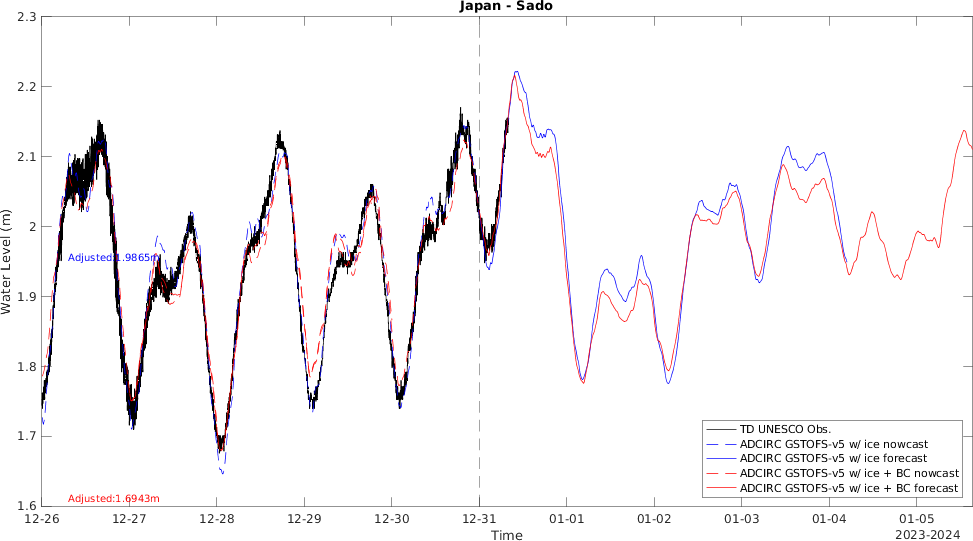 Japan - Sado
2.3
2.2
2.1
2
1.9
1.8
1.7
1.6
Water Level (m)
Adjusted:1.9865m
Adjusted:1.6943m
TD UNESCO Obs.
ADCIRC GSTOFS-v5 w/ ice nowcast
ADCIRC GSTOFS-v5 w/ ice forecast
ADCIRC GSTOFS-v5 w/ ice + BC nowcast
ADCIRC GSTOFS-v5 w/ ice + BC forecast
12-26 12-27 12-28 12-29 12-30 12-31 01-01 01-02 01-03 01-04 01-05
Time
2023-2024